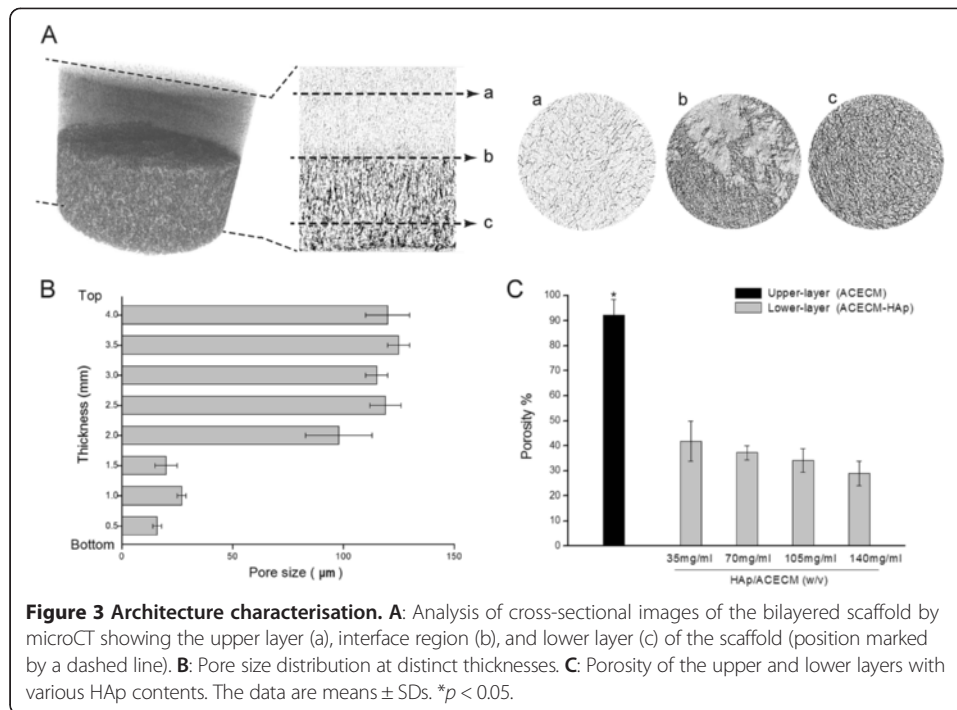 A
a
b
c
a
b
c
B
Top
4.0
3.5
3.0
2.5
2.0
1.5
1.0
0.5
Bottom
Thickness (mm)
0
50
100
150
Pore size ( μm )
C
*
Upper-layer (ACECM)
Lower-layer (ACECM-HAp)
100
90
80
70
60
50
40
30
20
10
0
Porosity %
35mg/ml 70mg/ml 105mg/ml 140mg/ml
HAp/ACECM (w/v)
Figure 3 Architecture characterisation. A: Analysis of cross-sectional images of the bilayered scaffold by
microCT showing the upper layer (a), interface region (b), and lower layer (c) of the scaffold (position marked
by a dashed line). B: Pore size distribution at distinct thicknesses. C: Porosity of the upper and lower layers with
various HAp contents. The data are means ± SDs. *p < 0.05.